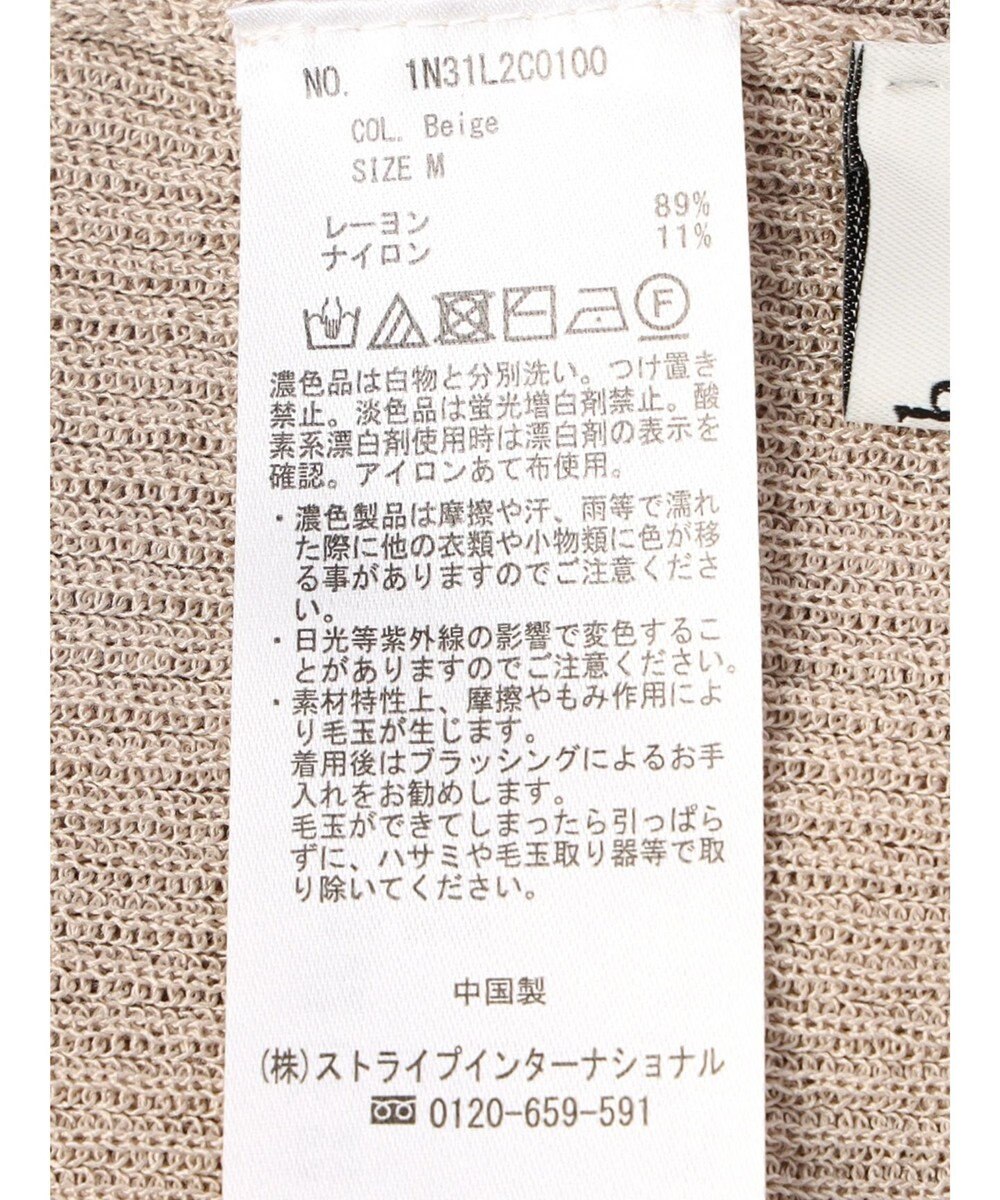 NO. 1N31L2C0100
COL. Beige
SIZE M
レーヨン 89%
ナイロン 11%
F
濃色品は白物と分別洗い。つけ置き
禁止。淡色品は蛍光増白剤禁止。酸
素系漂白剤使用時は漂白剤の表示を
確認。アイロンあて布使用。
・濃色製品は摩擦や汗、雨等で濡れ
た際に他の衣類や小物類に色が移
る事がありますのでご注意くださ
い。
・日光等紫外線の影響で変色するこ
とがありますのでご注意ください。
・素材特性上、摩擦やもみ作用によ
り毛玉が生じます。
着用後はブラッシングによるお手
入れをお勧めします。
毛玉ができてしまったら引っぱら
ずに、ハサミや毛玉取り器等で取
り除いてください。
中国製
(株)ストライプインターナショナル
0120-659-591